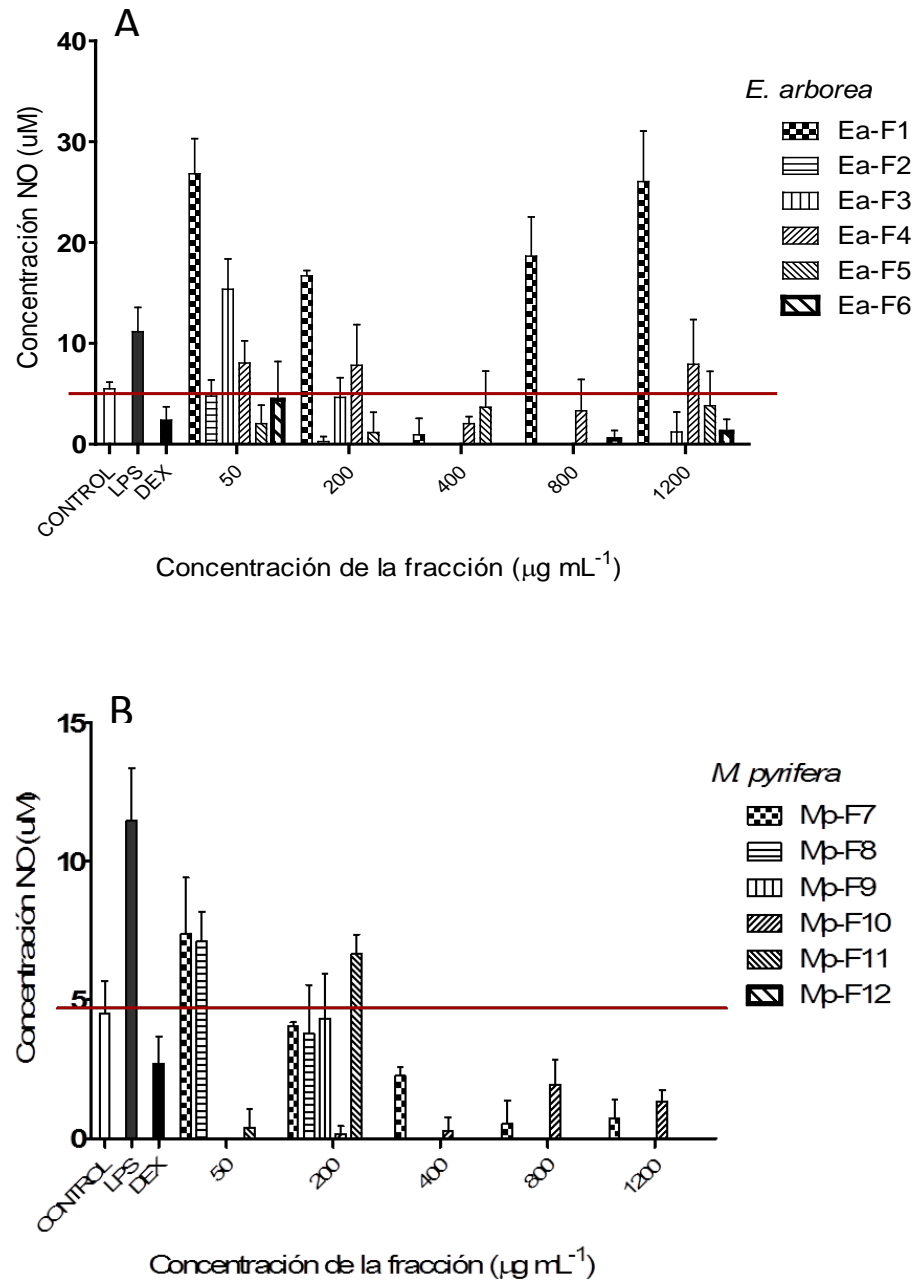 A
40
30
20
10
0
Concentración NO (uM)
CONTROL
LPS
DEX
50
200
400
800
1200
Concentración de la fracción (μg mL⁻¹)
E. arborea
Ea-F1
Ea-F2
Ea-F3
Ea-F4
Ea-F5
Ea-F6
B
15
10
5
0
Concentración NO (uM)
CONTROL
LPS
DEX
50
200
400
800
1200
Concentración de la fracción (μg mL⁻¹)
M. pyrifera
Mp-F7
Mp-F8
Mp-F9
Mp-F10
Mp-F11
Mp-F12